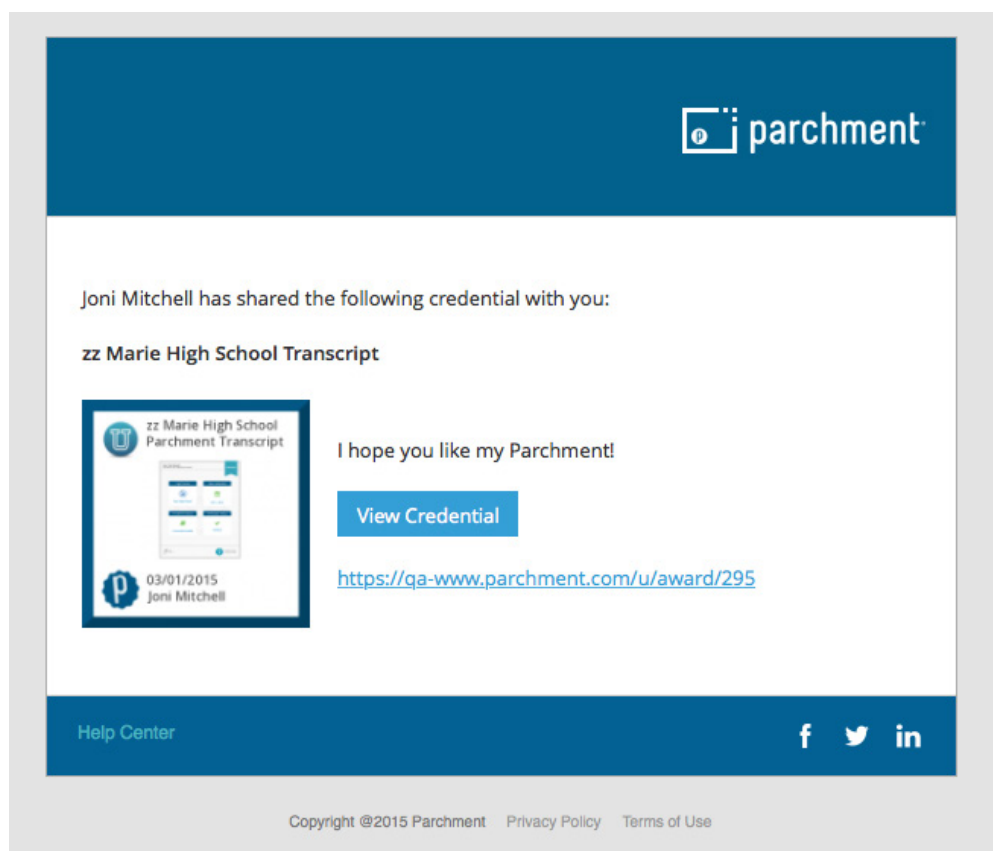 parchment
Joni Mitchell has shared the following credential with you:
zz Marie High School Transcript
zz Marie High School
Parchment Transcript
03/01/2015
Joni Mitchell
I hope you like my Parchment!
View Credential
https://qa-www.parchment.com/u/award/295
Help Center
Copyright @2015 Parchment Privacy Policy Terms of Use